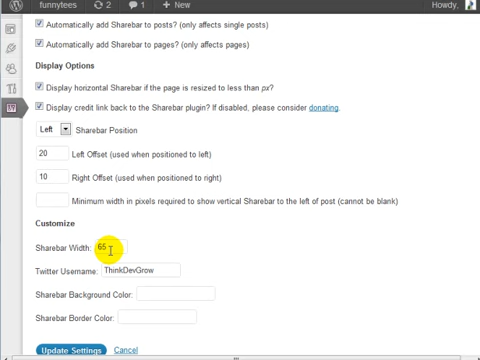 funnytees 2 1 + New Howdy,
Automatically add Sharebar to posts? (only affects single posts)
Automatically add Sharebar to pages? (only affects pages)
Display Options
Display horizontal Sharebar if the page is resized to less than px?
Display credit link back to the Sharebar plugin? If disabled, please consider donating.
Left Sharebar Position
20 Left Offset (used when positioned to left)
10 Right Offset (used when positioned to right)
Minimum width in pixels required to show vertical Sharebar to the left of post (cannot be blank)
Customize
Sharebar Width: 65
Twitter Username: ThinkDevGrow
Sharebar Background Color:
Sharebar Border Color:
Update Settings Cancel